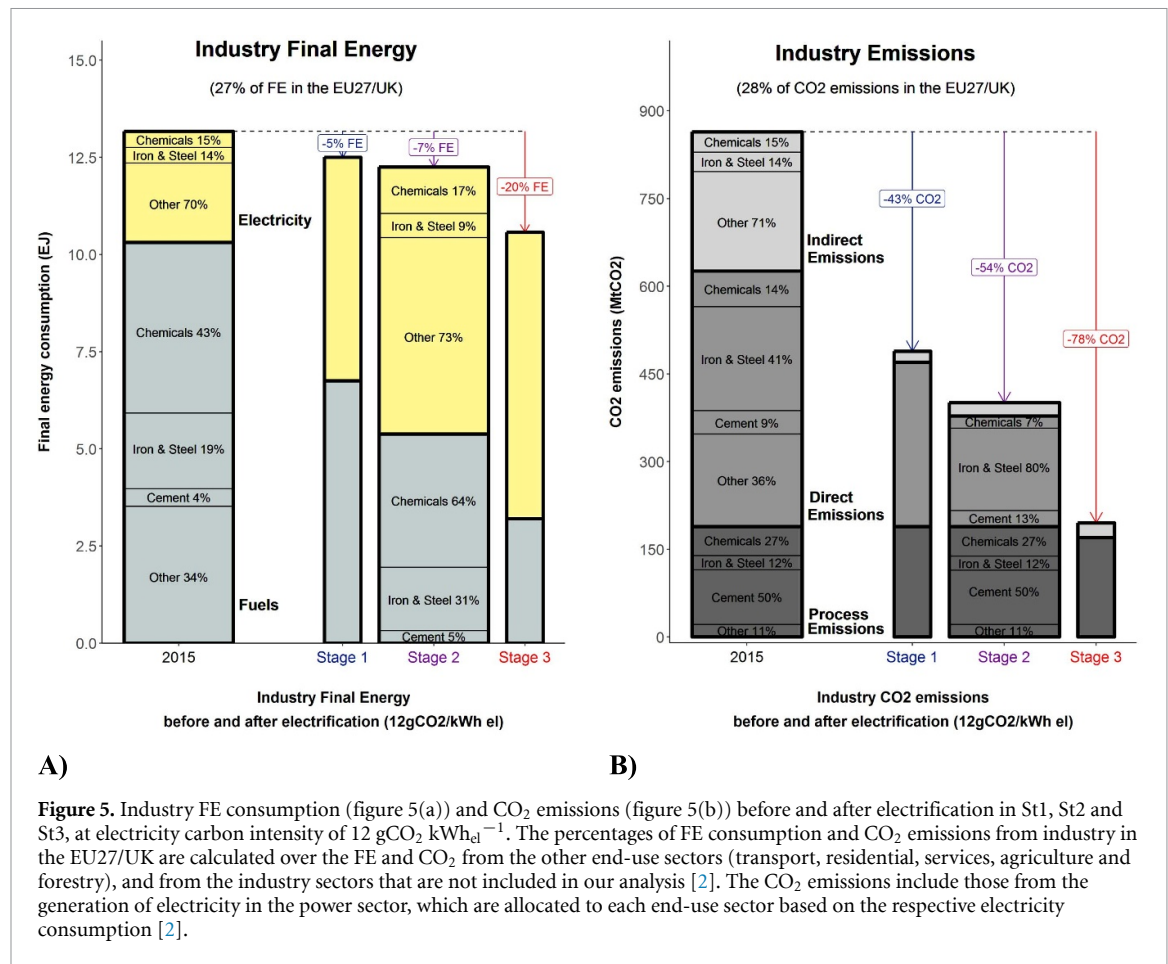 Industry Final Energy
(27% of FE in the EU27/UK)
Final energy consumption (EJ)
15.0
12.5
10.0
7.5
5.0
2.5
0.0
Chemicals 15%
Iron & Steel 14%
Other 70%
Electricity
Chemicals 43%
Iron & Steel 19%
Cement 4%
Other 34%
Fuels
-5% FE
-7% FE
-20% FE
Chemicals 17%
Iron & Steel 9%
Other 73%
Chemicals 64%
Iron & Steel 31%
Cement 5%
2015
Stage 1
Stage 2
Stage 3
Industry Final Energy
before and after electrification (12gCO2/kWh el)
A)
Industry Emissions
(28% of CO2 emissions in the EU27/UK)
CO2 emissions (MtCO2)
900
750
600
450
300
150
0
Chemicals 15%
Iron & Steel 14%
Other 71%
Indirect
Emissions
Chemicals 14%
Iron & Steel 41%
Cement 9%
Other 36%
Direct
Emissions
Chemicals 27%
Iron & Steel 12%
Cement 50%
Other 11%
Process
Emissions
-43% CO2
-54% CO2
-78% CO2
Chemicals 7%
Iron & Steel 80%
Cement 13%
Chemicals 27%
Iron & Steel 12%
Cement 50%
Other 11%
2015
Stage 1
Stage 2
Stage 3
Industry CO2 emissions
before and after electrification (12gCO2/kWh el)
B)
Figure 5. Industry FE consumption (figure 5(a)) and CO₂ emissions (figure 5(b)) before and after electrification in St1, St2 and
St3, at electricity carbon intensity of 12 gCO₂ kWhₑₗ⁻¹. The percentages of FE consumption and CO₂ emissions from industry in
the EU27/UK are calculated over the FE and CO₂ from the other end-use sectors (transport, residential, services, agriculture and
forestry), and from the industry sectors that are not included in our analysis [2]. The CO₂ emissions include those from the
generation of electricity in the power sector, which are allocated to each end-use sector based on the respective electricity
consumption [2].